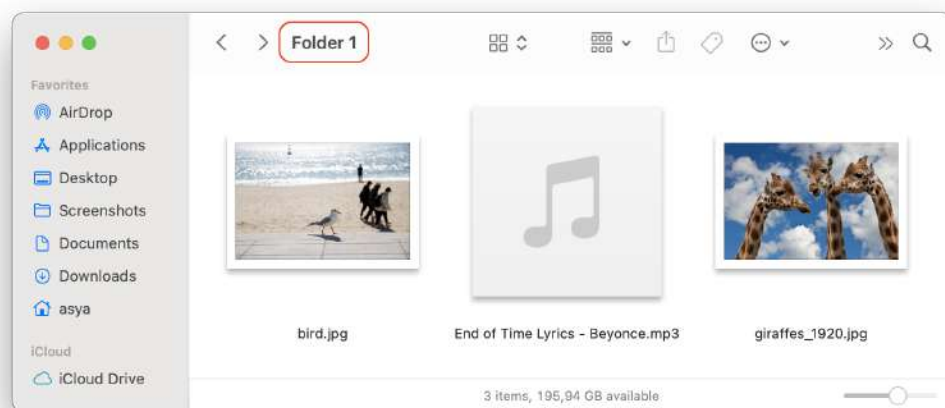 Folder 1
Favorites
AirDrop
Applications
Desktop
Screenshots
Documents
Downloads
asya
iCloud
iCloud Drive
bird.jpg
End of Time Lyrics - Beyonce.mp3
giraffes_1920.jpg
3 items, 195,94 GB available